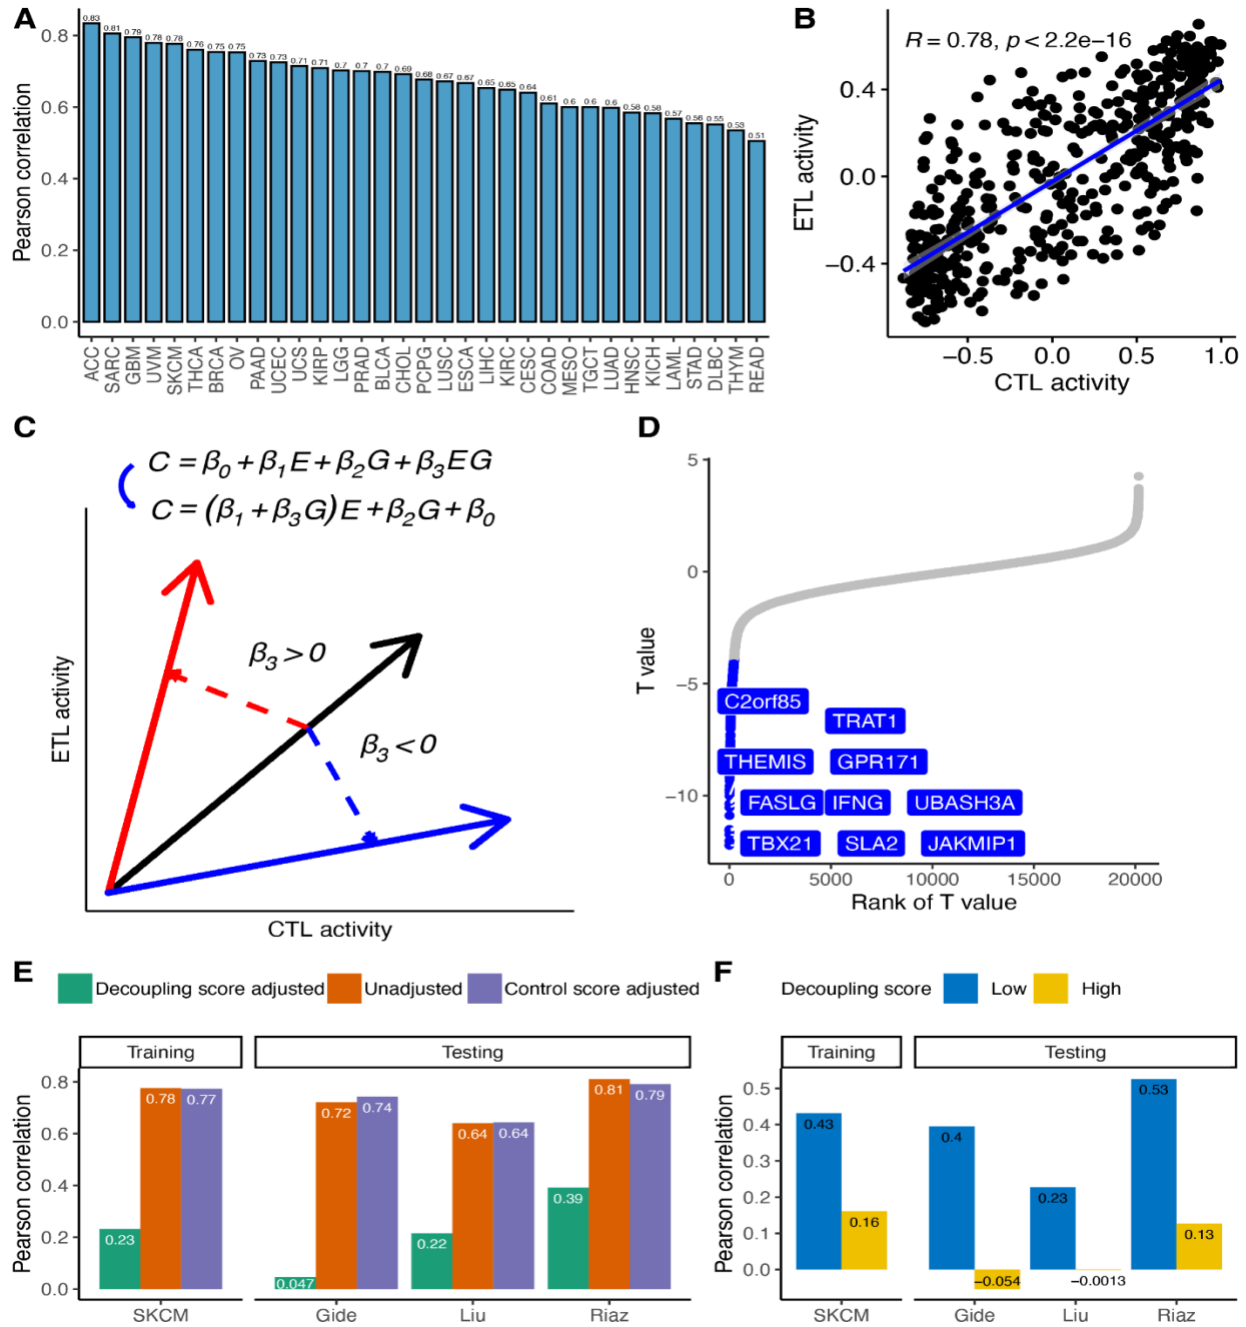 A
Pearson correlation
0.8
0.6
0.4
0.2
0.0
0.83 0.81 0.79 0.78 0.78 0.76 0.75 0.75 0.73 0.73 0.71 0.71 0.7 0.7 0.7 0.69 0.68 0.67 0.67 0.65 0.65 0.64 0.61 0.6 0.6 0.6 0.58 0.58 0.57 0.56 0.55 0.53 0.51
ACC SARC GBM UVM SKCM THCA BRCA OV PAAD UCEC UCS KIRP LGG PRAD BLCA CHOL PCPG LUSC ESCA LIHC KIRC CESC COAD MESO TGCT LUAD HNSC KICH LAML STAD DLBC THYM READ
B
R = 0.78, p < 2.2e−16
ETL activity
0.4
0.0
−0.4
−0.5 0.0 0.5 1.0
CTL activity
C
C = β0 + β1E + β2G + β3EG
C = (β1 + β3G)E + β2G + β0
ETL activity
β3 > 0
β3 < 0
CTL activity
D
T value
5
0
−5
−10
C2orf85
TRAT1
THEMIS GPR171
FASLG IFNG UBASH3A
TBX21 SLA2 JAKMIP1
0 5000 10000 15000 20000
Rank of T value
E
Decoupling score adjusted Unadjusted Control score adjusted
Training Testing
Pearson correlation
0.8
0.6
0.4
0.2
0.0
0.23 0.78 0.77
0.047 0.72 0.74
0.22 0.64 0.64
0.39 0.81 0.79
SKCM Gide Liu Riaz
F
Decoupling score Low High
Training Testing
Pearson correlation
0.5
0.4
0.3
0.2
0.1
0.0
0.43 0.16
0.4 −0.054
0.23 −0.0013
0.53 0.13
SKCM Gide Liu Riaz